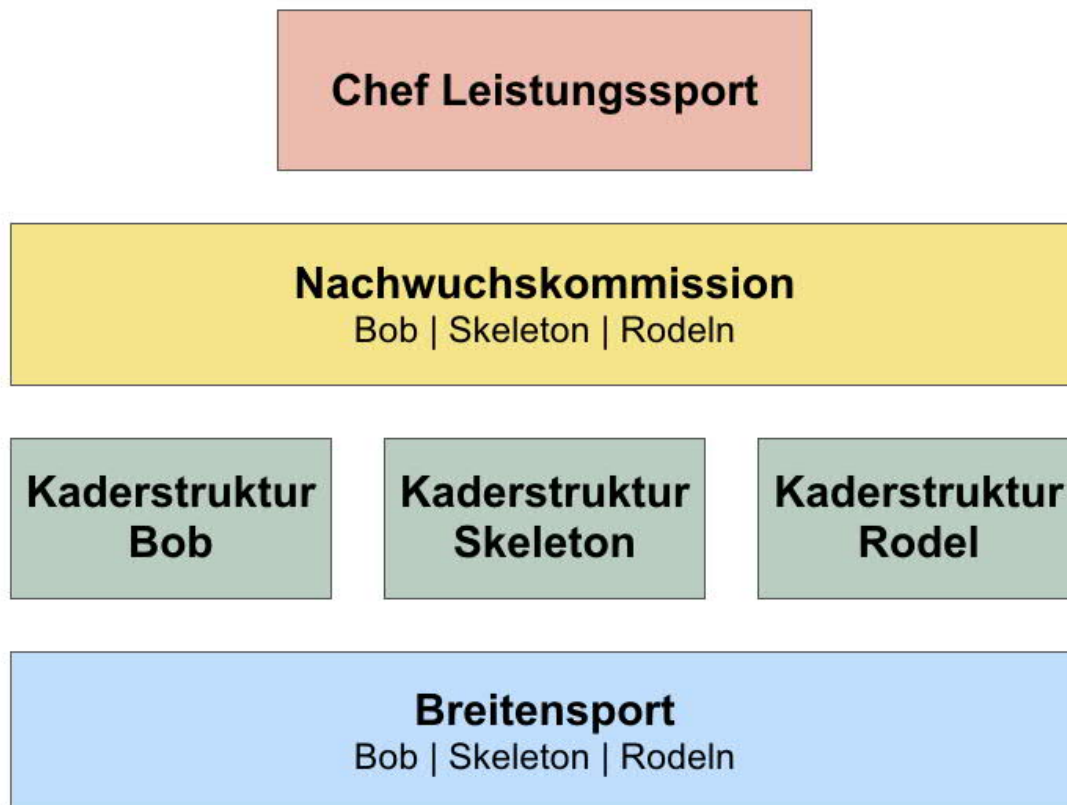 Chef Leistungssport
Nachwuchskommission
Bob | Skeleton | Rodeln
Kaderstruktur
Bob
Kaderstruktur
Skeleton
Kaderstruktur
Rodel
Breitensport
Bob | Skeleton | Rodeln